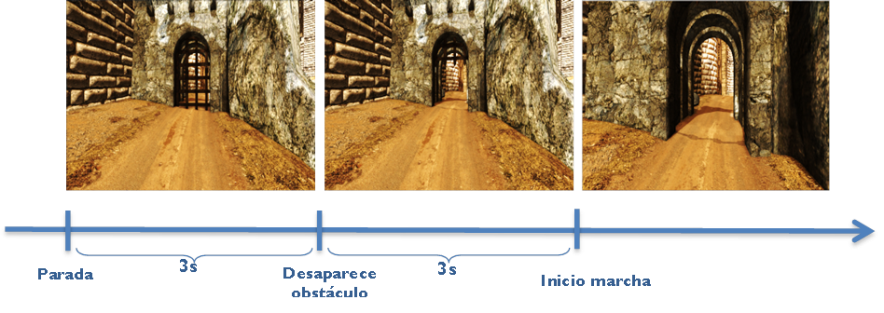 3s
3s
Parada
Desaparece
obstáculo
Inicio marcha